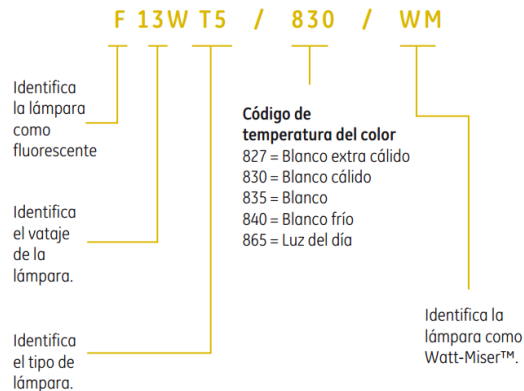 F 13W T5 / 830 / WM
Identifica
la lámpara
como
fluorescente
Identifica
el vataje
de la
lámpara.
Identifica
el tipo de
lámpara.
Código de
temperatura del color
827 = Blanco extra cálido
830 = Blanco cálido
835 = Blanco
840 = Blanco frío
865 = Luz del día
Identifica la
lámpara como
Watt-Miser™.